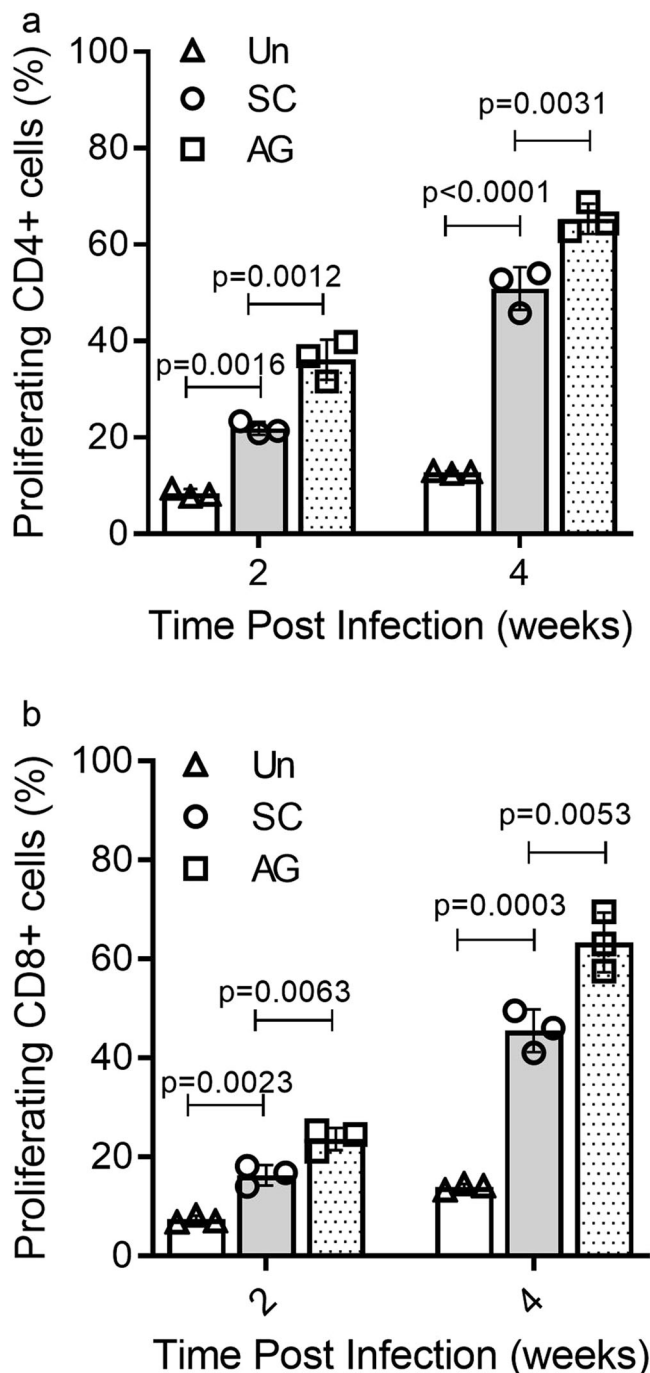 a
Proliferating CD4+ cells (%)
100
80
60
40
20
0
Un
SC
AG
p=0.0016
p=0.0012
p<0.0001
p=0.0031
2
4
Time Post Infection (weeks)
b
Proliferating CD8+ cells (%)
100
80
60
40
20
0
Un
SC
AG
p=0.0023
p=0.0063
p=0.0003
p=0.0053
2
4
Time Post Infection (weeks)